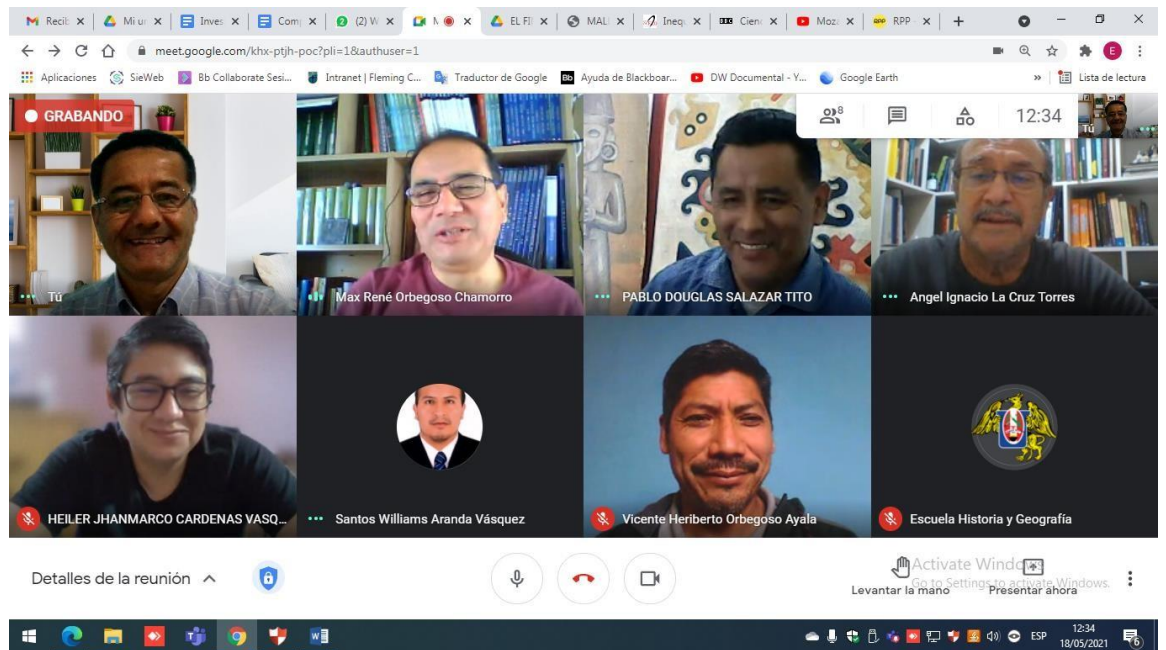 Recib
Mi u
Inves
Com
(2) W
M
EL FI
MAL
Ineq
Cienc
Moza
RPP
meet.google.com/khx-ptjh-poc?pli=1&authuser=1
E
Aplicaciones
SieWeb
Bb Collaborate Sesi...
Intranet | Fleming C...
Traductor de Google
Bb
Ayuda de Blackboar...
DW Documental - Y...
Google Earth
»
Lista de lectura
GRABANDO
8
12:34
Tú
Tú
Max René Orbegoso Chamorro
PABLO DOUGLAS SALAZAR TITO
Angel Ignacio La Cruz Torres
HEILER JHANMARCO CARDENAS VASQ...
Santos Williams Aranda Vásquez
Vicente Heriberto Orbegoso Ayala
Escuela Historia y Geografía
Detalles de la reunión
Levantar la mano
Presentar ahora
Activate Windows
Go to Settings to activate Windows.
ESP
12:34
18/05/2021
6